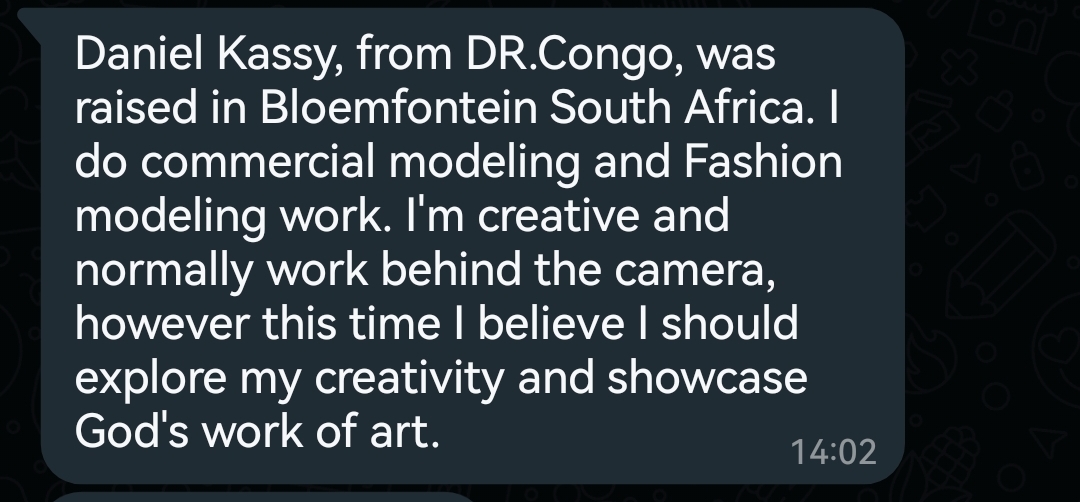 Daniel Kassy, from DR.Congo, was
raised in Bloemfontein South Africa. I
do commercial modeling and Fashion
modeling work. I'm creative and
normally work behind the camera,
however this time I believe I should
explore my creativity and showcase
God's work of art.
14:02